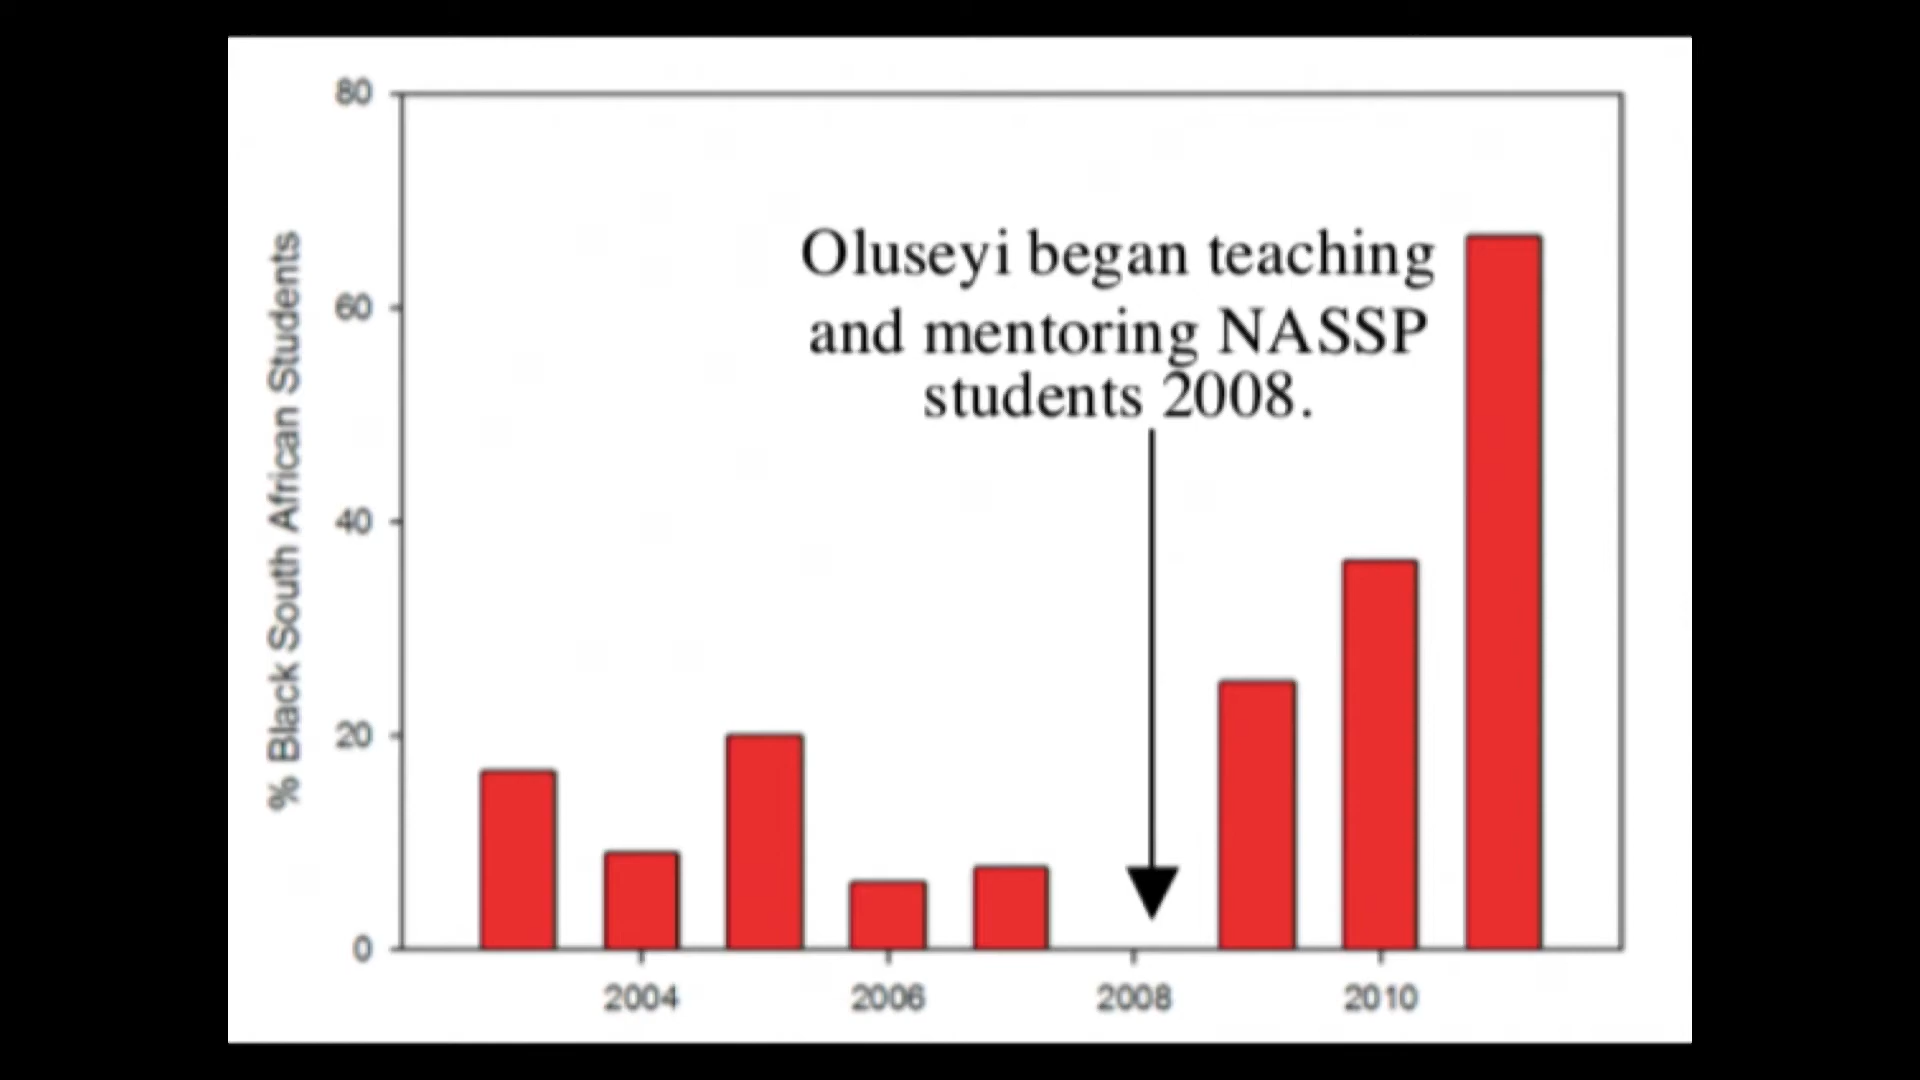 80
60
40
20
0
% Black South African Students
Oluseyi began teaching
and mentoring NASSP
students 2008.
2004 2006 2008 2010